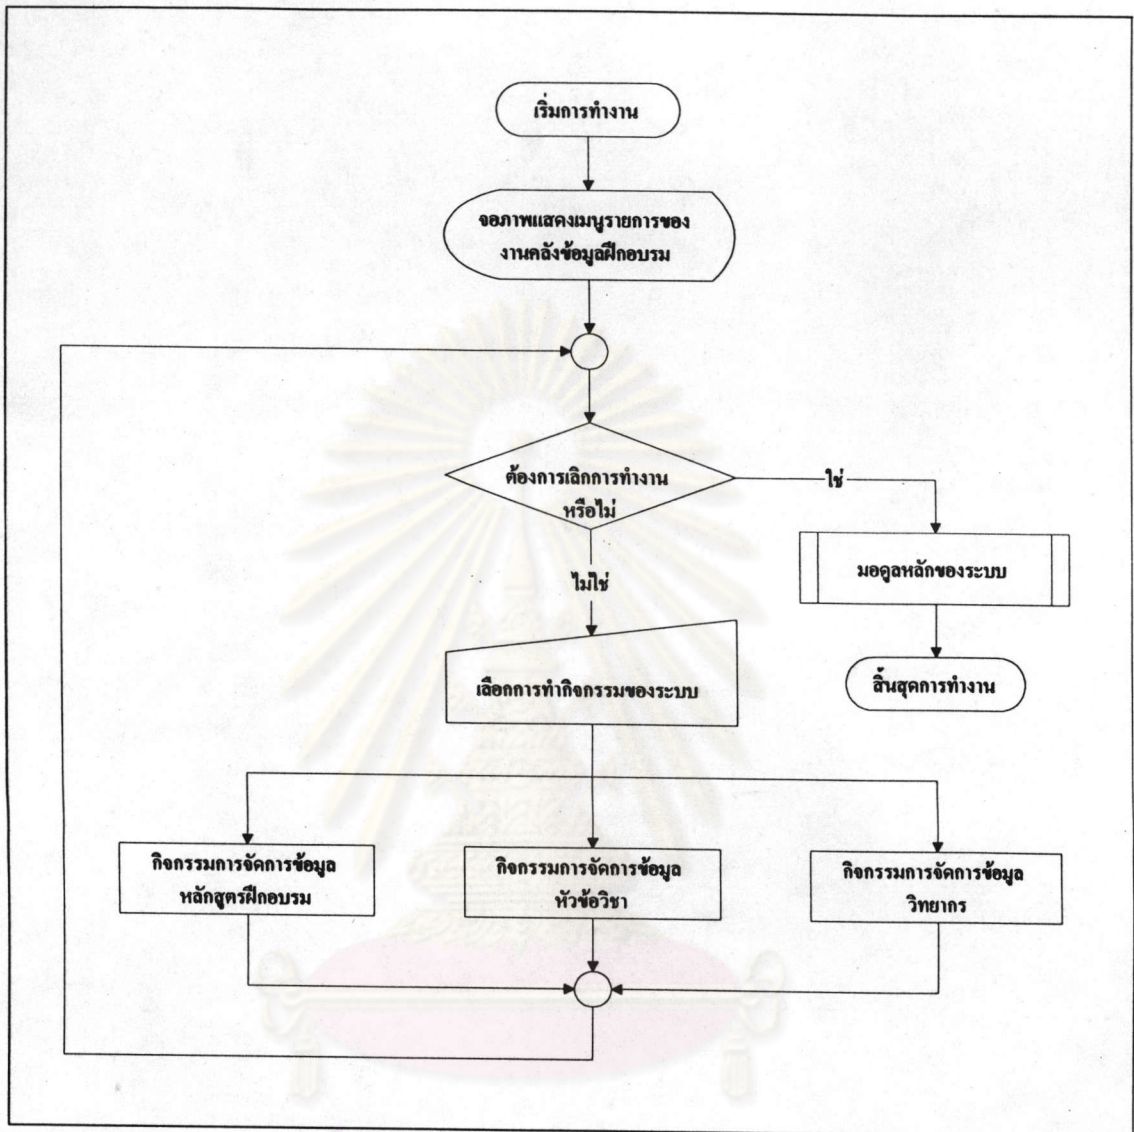 เริ่มการทำงาน
จอภาพแสดงเมนูรายการของ
งานคลังข้อมูลฝึกอบรม
ต้องการเลิกการทำงาน
หรือไม่
ใช่
ไม่ใช่
มอดูลหลักของระบบ
สิ้นสุดการทำงาน
เลือกการทำกิจกรรมของระบบ
กิจกรรมการจัดการข้อมูล
หลักสูตรฝึกอบรม
กิจกรรมการจัดการข้อมูล
หัวข้อวิชา
กิจกรรมการจัดการข้อมูล
วิทยากร